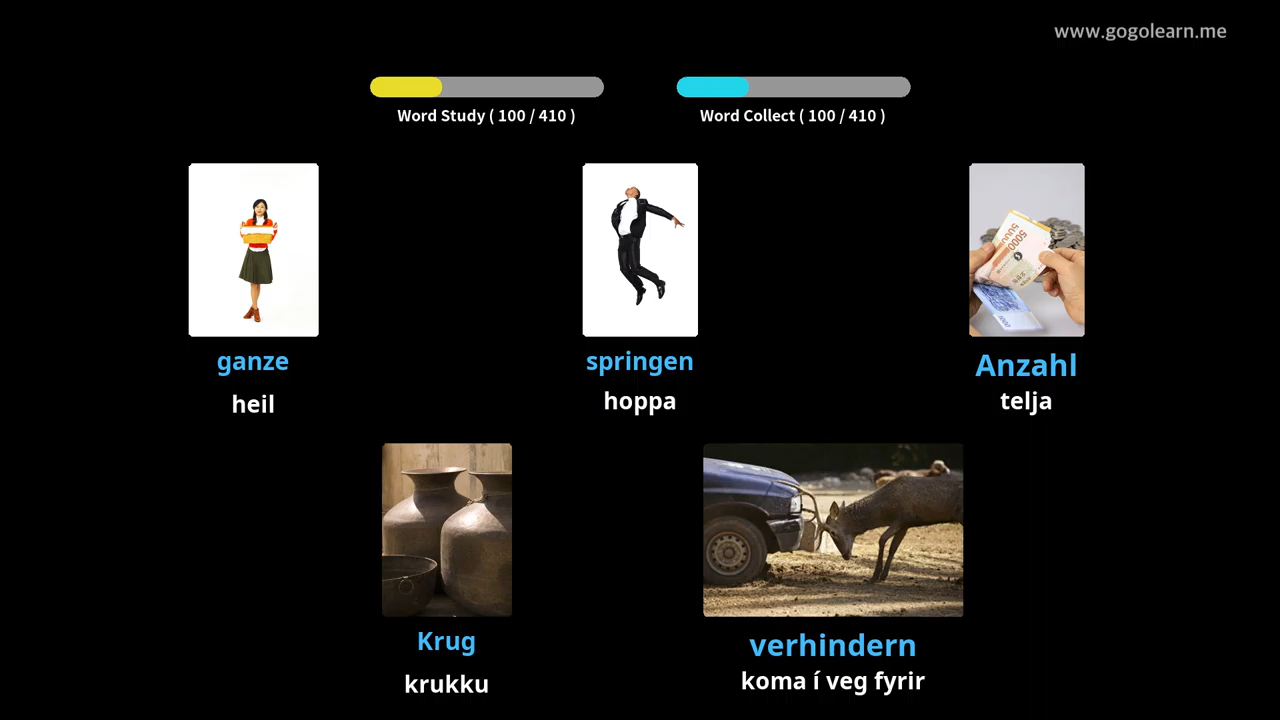 www.gogolearn.me
Word Study ( 100 / 410 )
Word Collect ( 100 / 410 )
ganze
springen
Anzahl
heil
hoppa
telja
Krug
verhindern
krukku
koma í veg fyrir